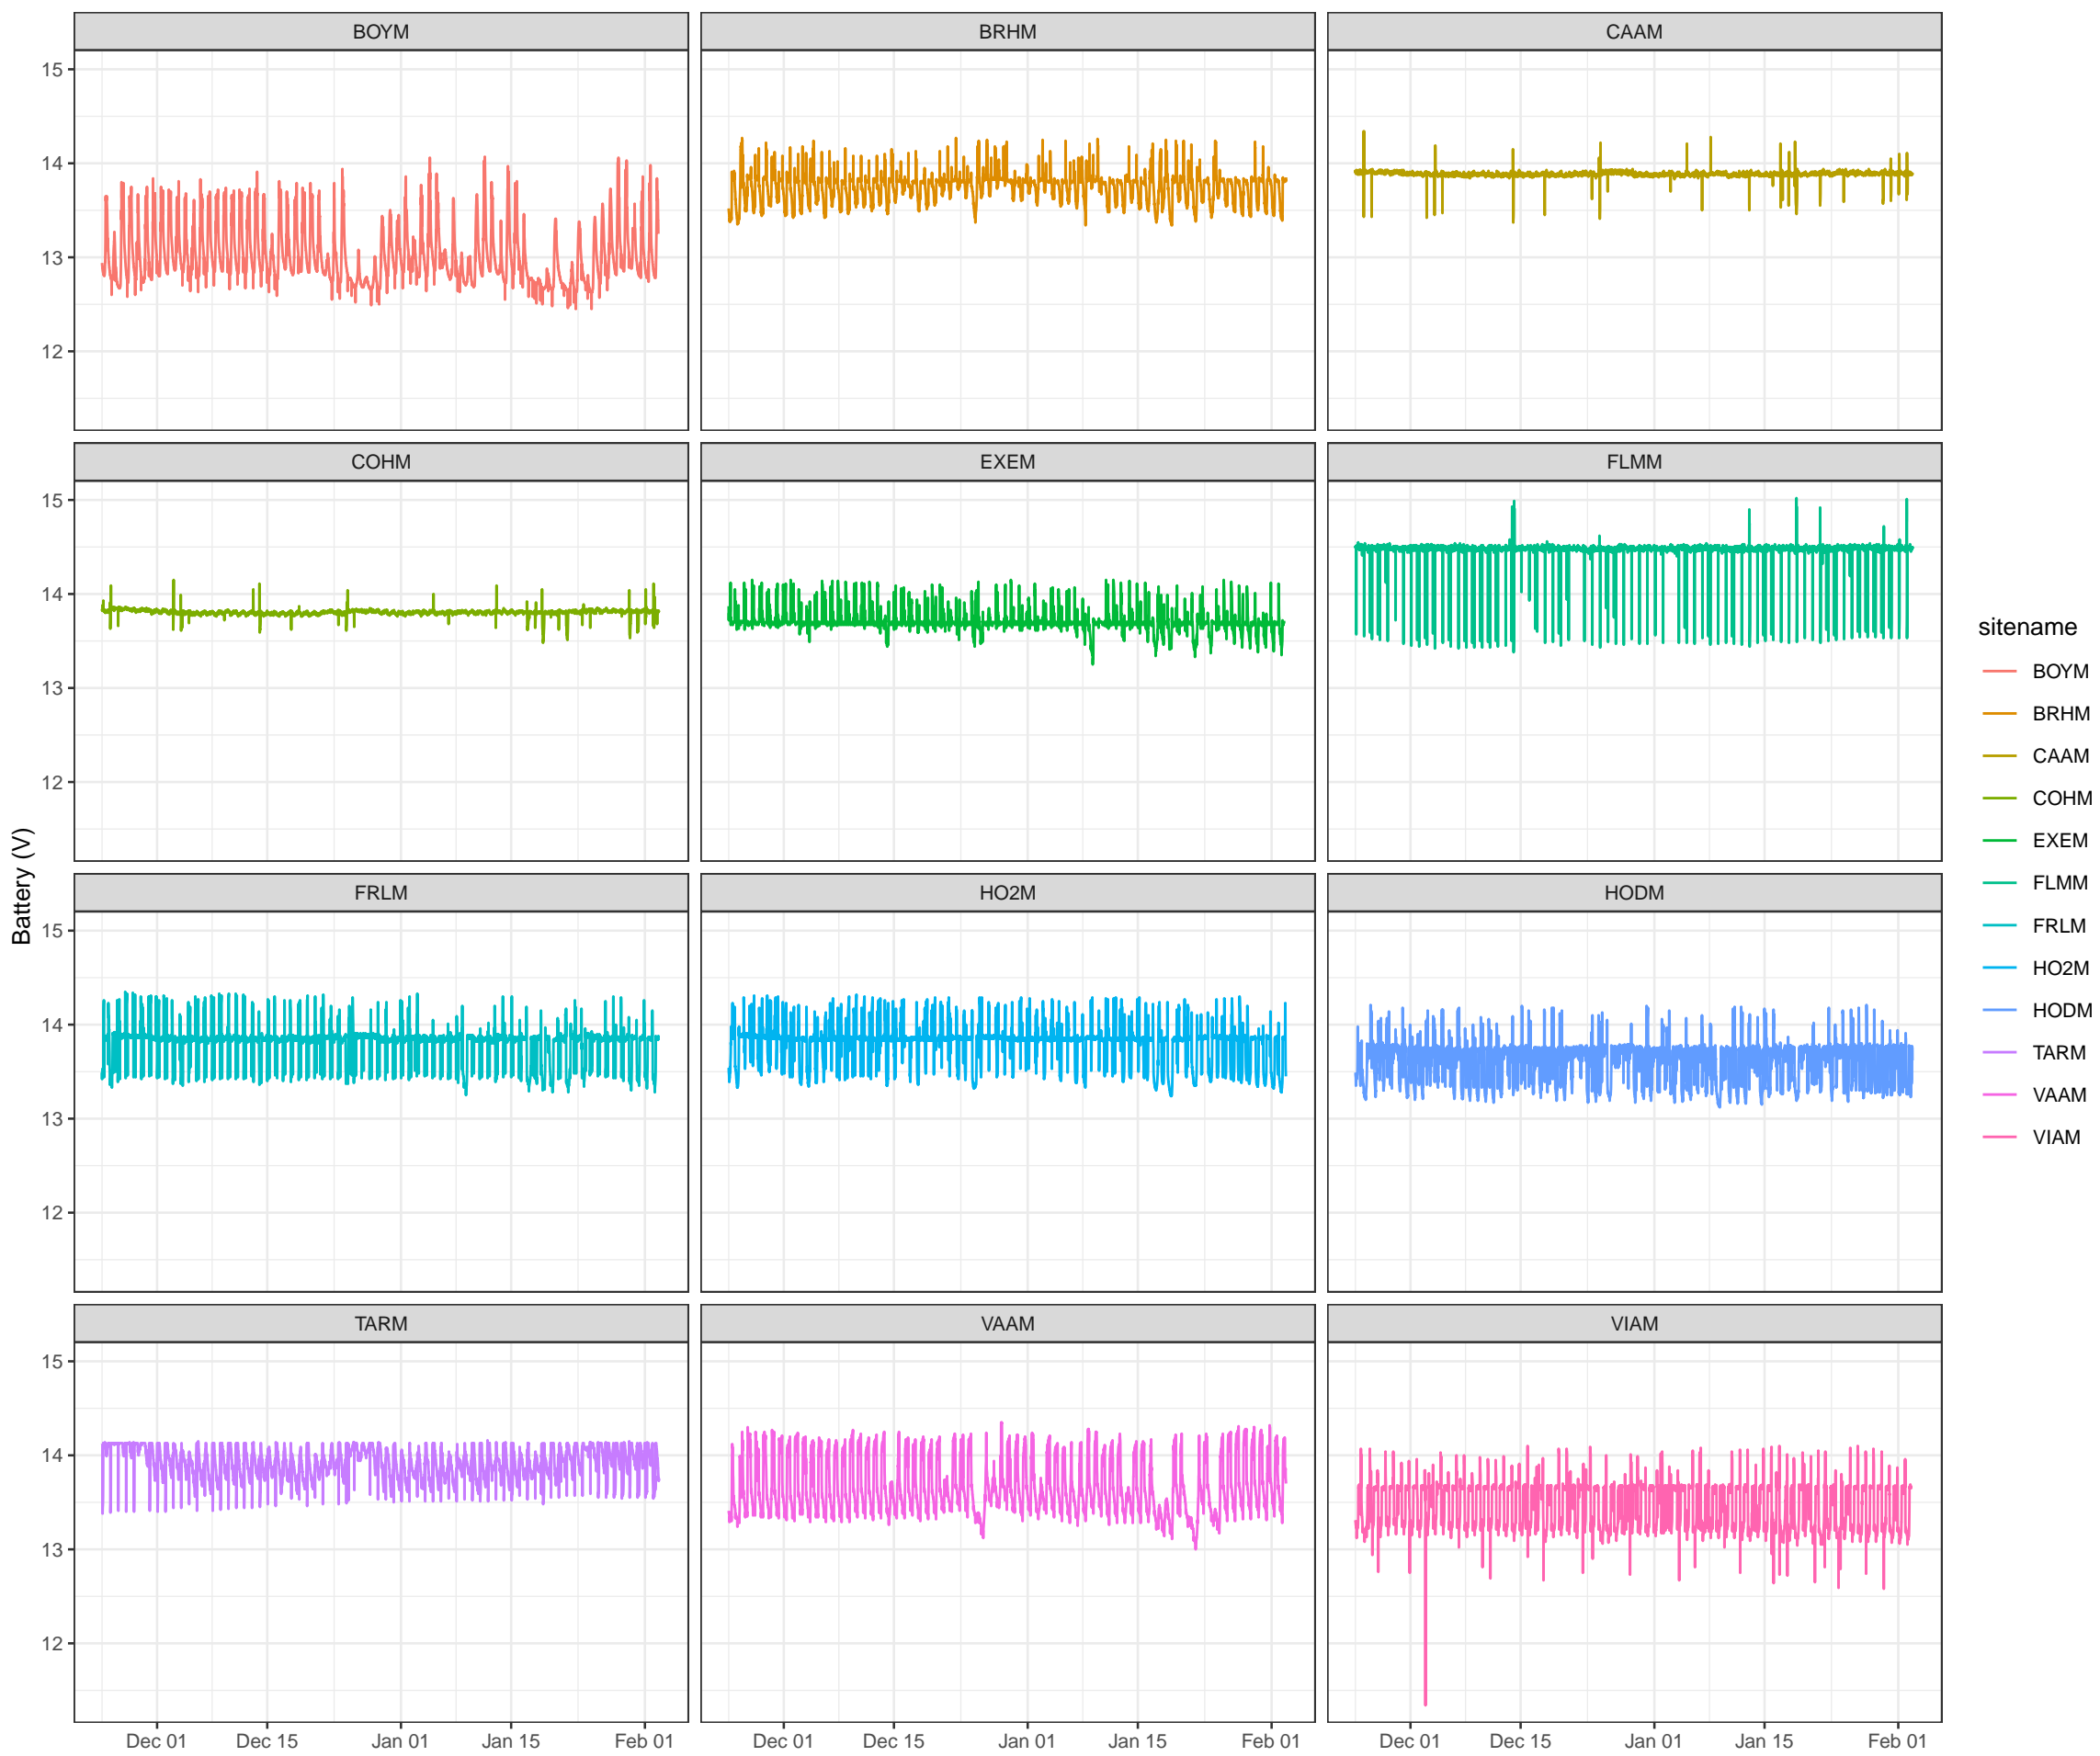 BOYM BRHM CAAM
15
14
13
12
COHM EXEM FLMM
15
14
13
12
FRLM HO2M HODM
15
14
13
12
TARM VAAM VIAM
15
14
13
12
Dec 01 Dec 15 Jan 01 Jan 15 Feb 01 Dec 01 Dec 15 Jan 01 Jan 15 Feb 01 Dec 01 Dec 15 Jan 01 Jan 15 Feb 01
Battery (V)
sitename
BOYM
BRHM
CAAM
COHM
EXEM
FLMM
FRLM
HO2M
HODM
TARM
VAAM
VIAM